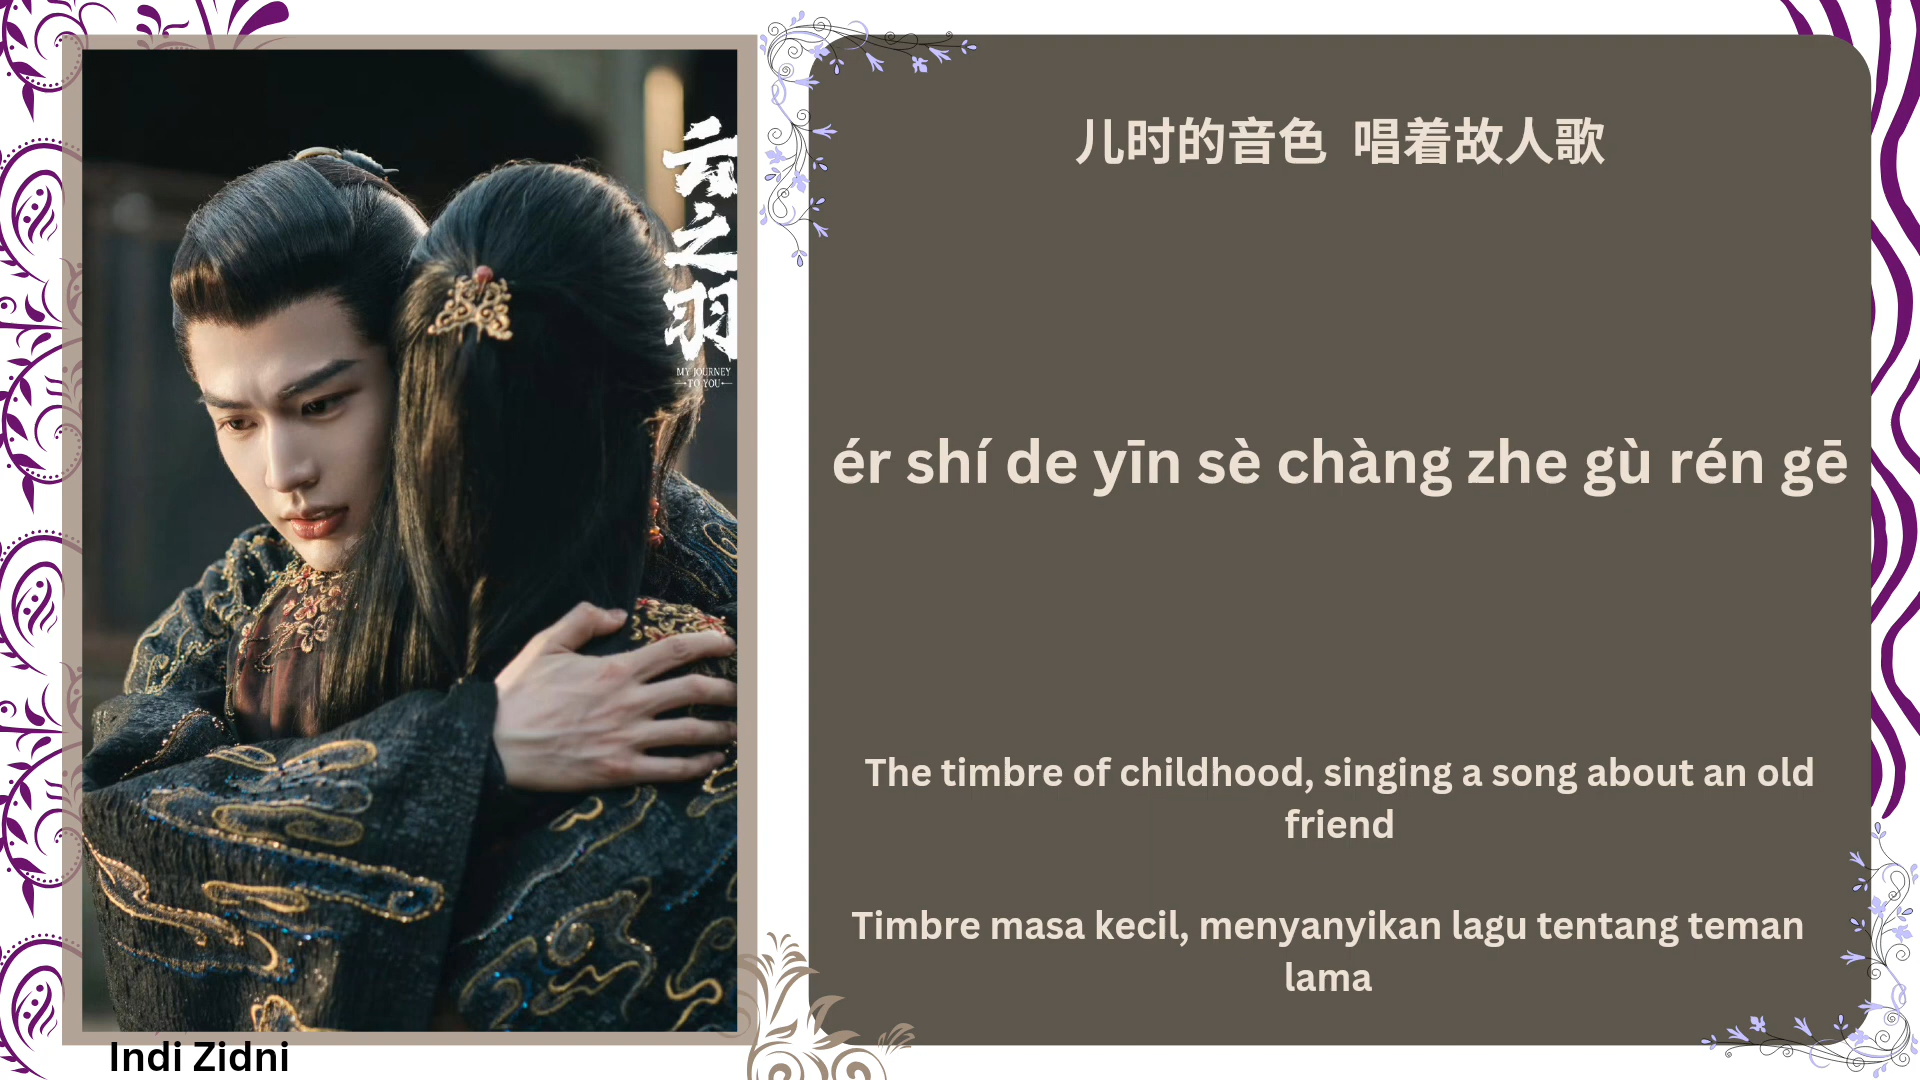 云之羽
MY JOURNEY
TO YOU
儿时的音色 唱着故人歌
ér shí de yīn sè chàng zhe gù rén gē
The timbre of childhood, singing a song about an old
friend
Timbre masa kecil, menyanyikan lagu tentang teman
lama
Indi Zidni